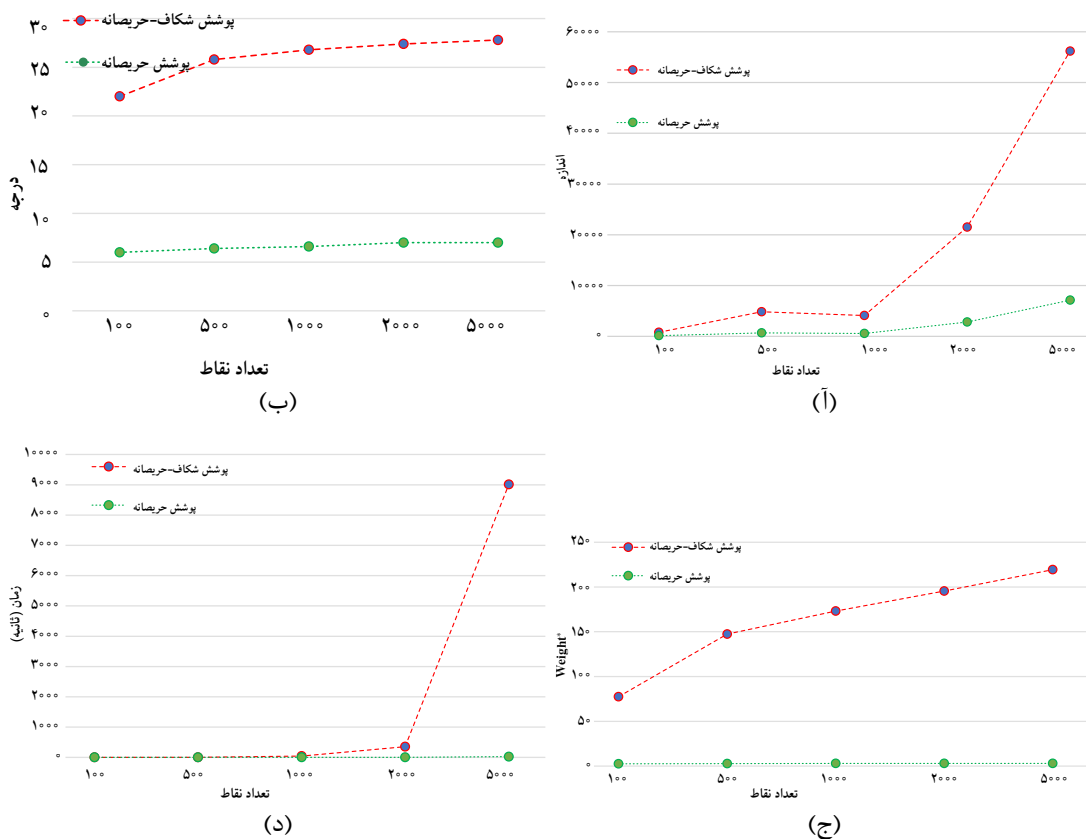 ۶۰۰۰۰
۵۰۰۰۰
۴۰۰۰۰
۳۰۰۰۰
۲۰۰۰۰
۱۰۰۰۰
۰
اندازه
پوشش شکاف-حریصانه
پوشش حریصانه
۱۰۰ ۵۰۰ ۱۰۰۰ ۲۰۰۰ ۵۰۰۰
تعداد نقاط
(آ)
۳۰
۲۵
۲۰
۱۵
۱۰
۵
۰
درجه
پوشش شکاف-حریصانه
پوشش حریصانه
۱۰۰ ۵۰۰ ۱۰۰۰ ۲۰۰۰ ۵۰۰۰
تعداد نقاط
(ب)
۲۵۰
۲۰۰
۱۵۰
۱۰۰
۵۰
۰
Weight*
پوشش شکاف-حریصانه
پوشش حریصانه
۱۰۰ ۵۰۰ ۱۰۰۰ ۲۰۰۰ ۵۰۰۰
تعداد نقاط
(ج)
۱۰۰۰۰
۹۰۰۰
۸۰۰۰
۷۰۰۰
۶۰۰۰
۵۰۰۰
۴۰۰۰
۳۰۰۰
۲۰۰۰
۱۰۰۰
۰
زمان (ثانیه)
پوشش شکاف-حریصانه
پوشش حریصانه
۱۰۰ ۵۰۰ ۱۰۰۰ ۲۰۰۰ ۵۰۰۰
تعداد نقاط
(د)